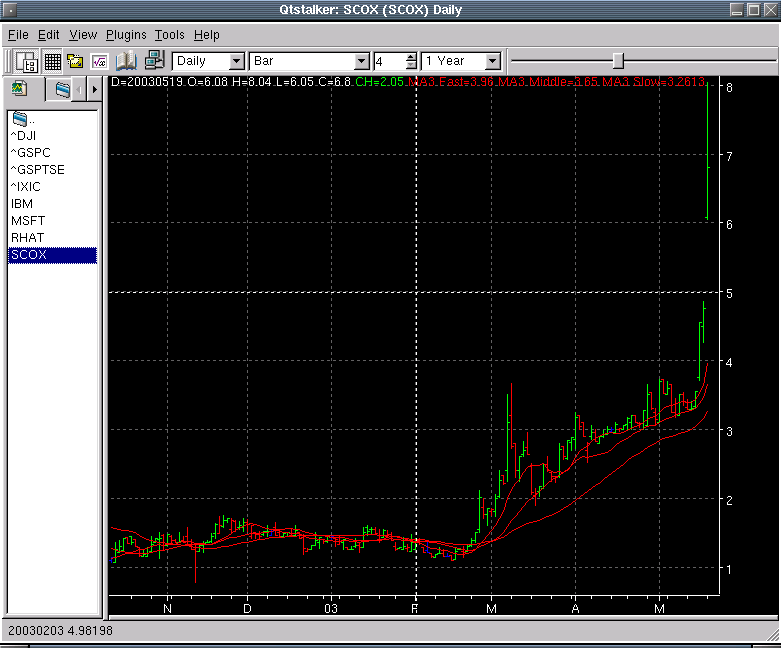 Qtstalker: SCOX (SCOX) Daily
File Edit View Plugins Tools Help
Daily Bar 4 1 Year
D=20030519 O=6.08 H=8.04 L=6.05 C=6.8 CH=2.05 MA3 Fast=3.96 MA3 Middle=3.65 MA3 Slow=3.2613
..
^DJI
^GSPC
^GSPTSE
^IXIC
IBM
MSFT
RHAT
SCOX
8
7
6
5
4
3
2
1
N D 03 F M A M
20030203 4.98198